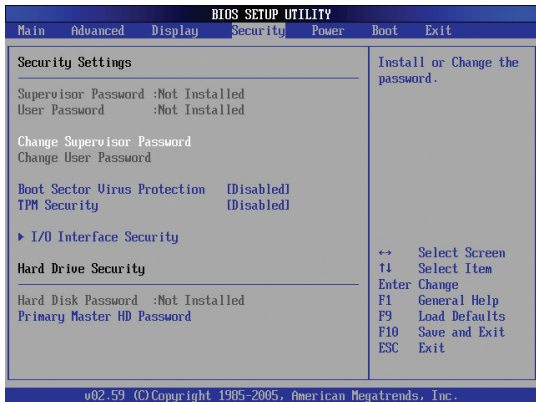 BIOS SETUP UTILITY
Main Advanced Display Security Power Boot Exit
Security Settings
Supervisor Password :Not Installed
User Password :Not Installed
Change Supervisor Password
Change User Password
Boot Sector Virus Protection [Disabled]
TPM Security [Disabled]
▶ I/O Interface Security
Hard Drive Security
Hard Disk Password :Not Installed
Primary Master HD Password
Install or Change the
password.
↔ Select Screen
↑↓ Select Item
Enter Change
F1 General Help
F9 Load Defaults
F10 Save and Exit
ESC Exit
v02.59 (C)Copyright 1985-2005, American Megatrends, Inc.